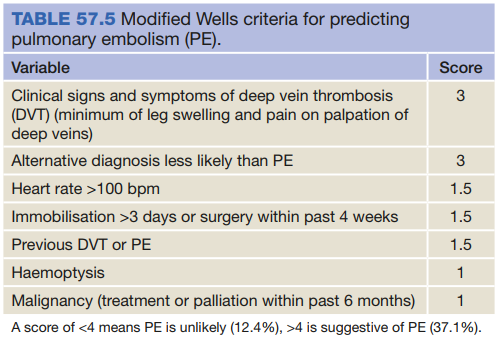 TABLE 57.5 Modified Wells criteria for predicting
pulmonary embolism (PE).
Variable Score
Clinical signs and symptoms of deep vein thrombosis 3
(DVT) (minimum of leg swelling and pain on palpation of
deep veins)
Alternative diagnosis less likely than PE 3
Heart rate >100 bpm 1.5
Immobilisation >3 days or surgery within past 4 weeks 1.5
Previous DVT or PE 1.5
Haemoptysis 1
Malignancy (treatment or palliation within past 6 months) 1
A score of <4 means PE is unlikely (12.4%), >4 is suggestive of PE (37.1%).